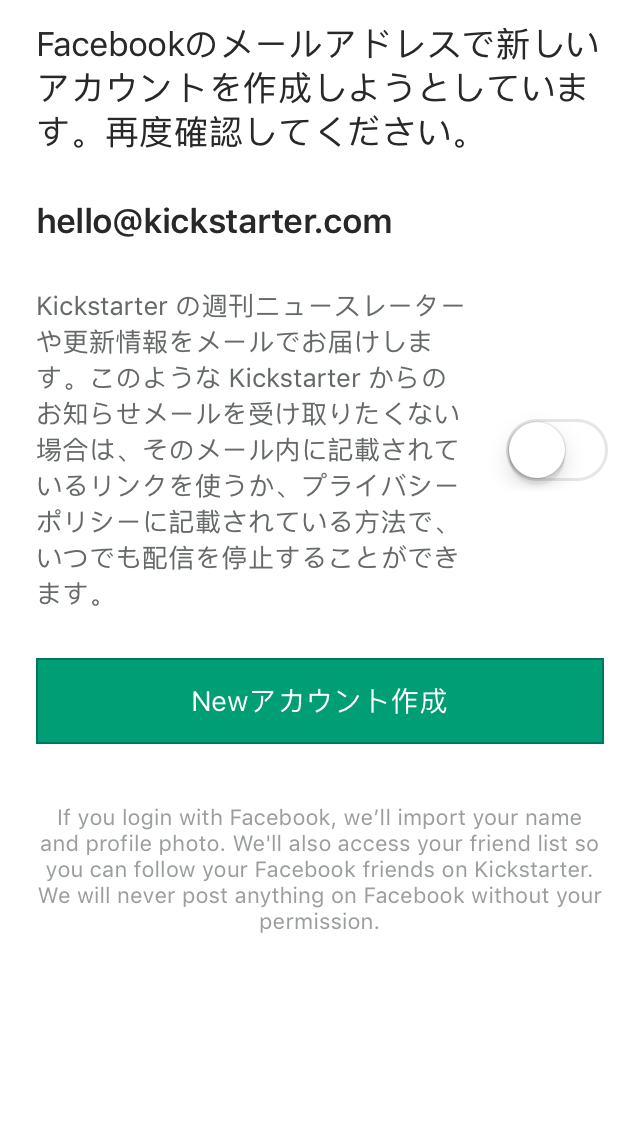 Facebookのメールアドレスで新しい
アカウントを作成しようとしていま
す。再度確認してください。
hello@kickstarter.com
Kickstarter の週刊ニュースレーター
や更新情報をメールでお届けしま
す。このような Kickstarter からの
お知らせメールを受け取りたくない
場合は、そのメール内に記載されて
いるリンクを使うか、プライバシー
ポリシーに記載されている方法で、
いつでも配信を停止することができ
ます。
Newアカウント作成
If you login with Facebook, we’ll import your name
and profile photo. We'll also access your friend list so
you can follow your Facebook friends on Kickstarter.
We will never post anything on Facebook without your
permission.